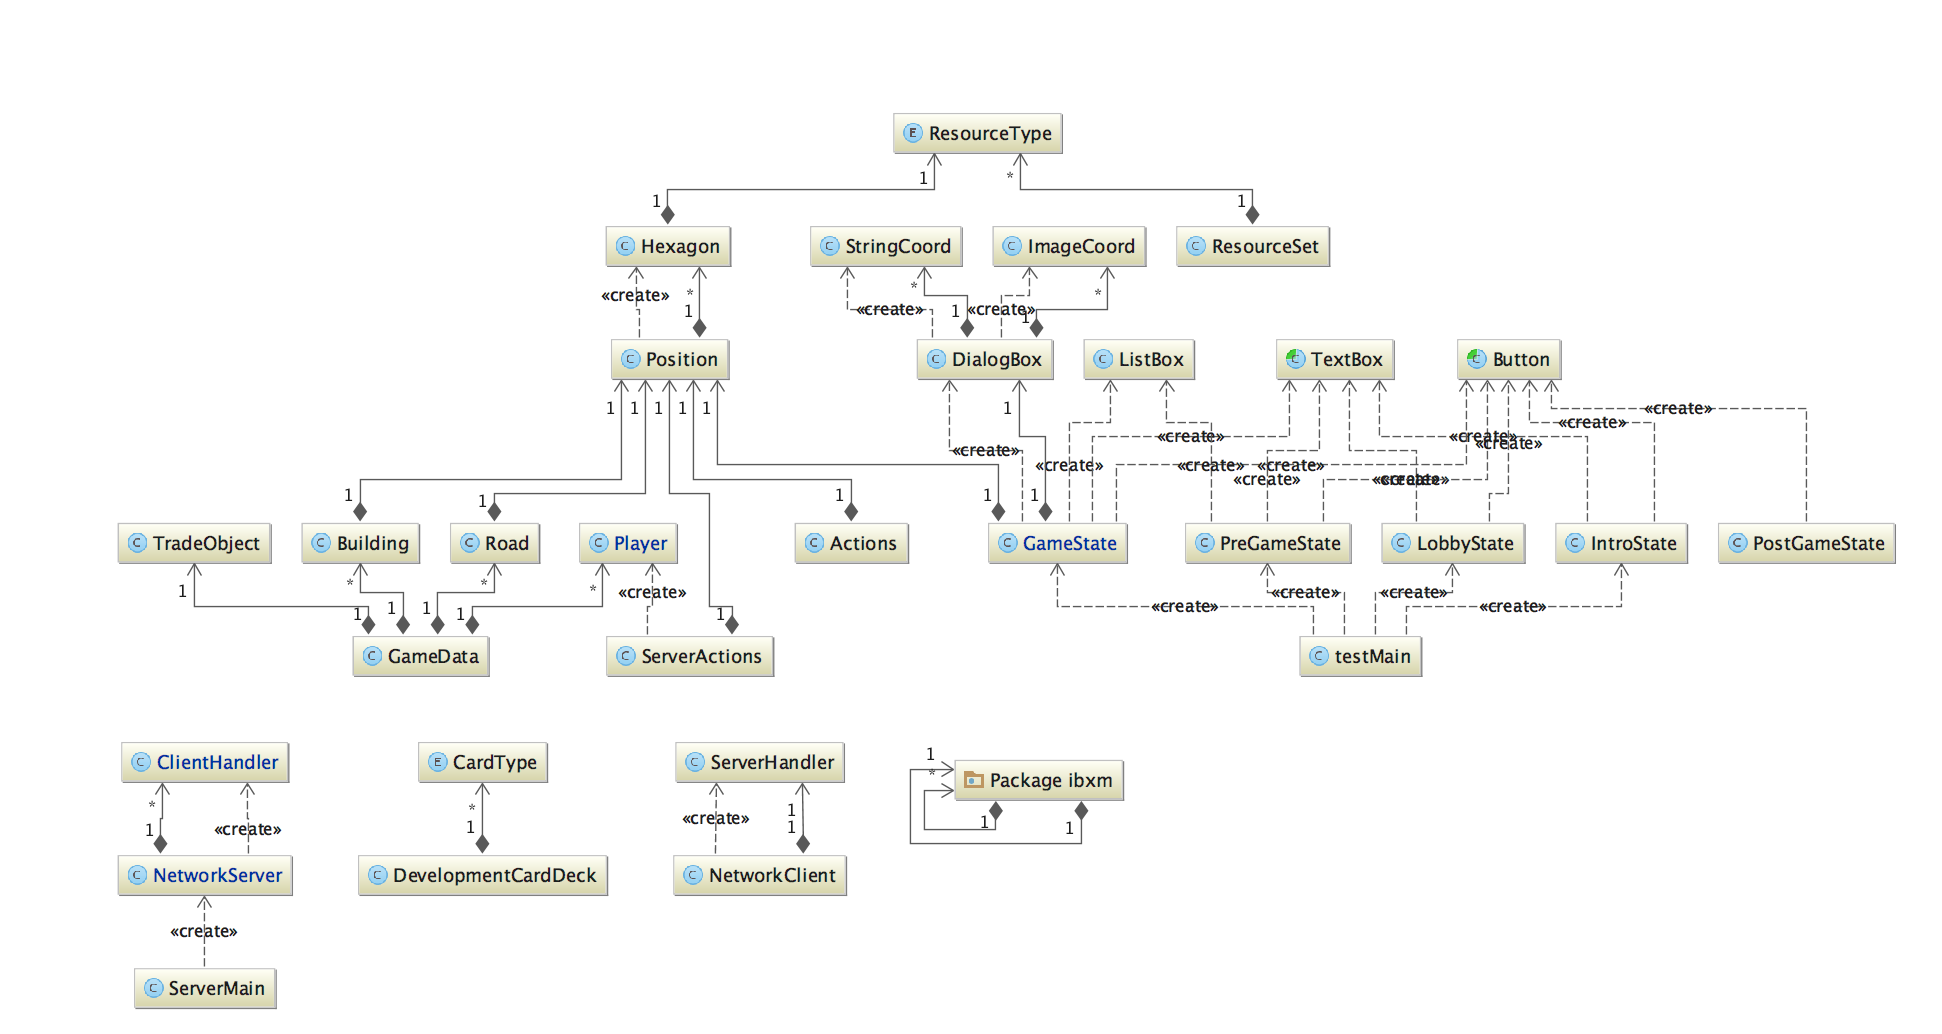 E ResourceType
1
*
1
1
C Hexagon
C StringCoord
C ImageCoord
C ResourceSet
«create»
*
1
«create»
*
1
«create»
*
1
C Position
C DialogBox
C ListBox
C TextBox
C Button
1
1
1
1
1
1
«create»
«create»
«create»
«create»
«create»
«create»
«create»
«create»
«create»
«create»
«create»
«create»
«create»
1
1
1
1
1
C TradeObject
C Building
C Road
C Player
C Actions
C GameState
C PreGameState
C LobbyState
C IntroState
C PostGameState
1
*
*
*
«create»
«create»
«create»
«create»
«create»
1
1
1
1
1
C GameData
C ServerActions
C testMain
C ClientHandler
E CardType
C ServerHandler
1
*
Package ibxm
*
1
«create»
*
1
«create»
1
1
1
1
C NetworkServer
C DevelopmentCardDeck
C NetworkClient
«create»
C ServerMain